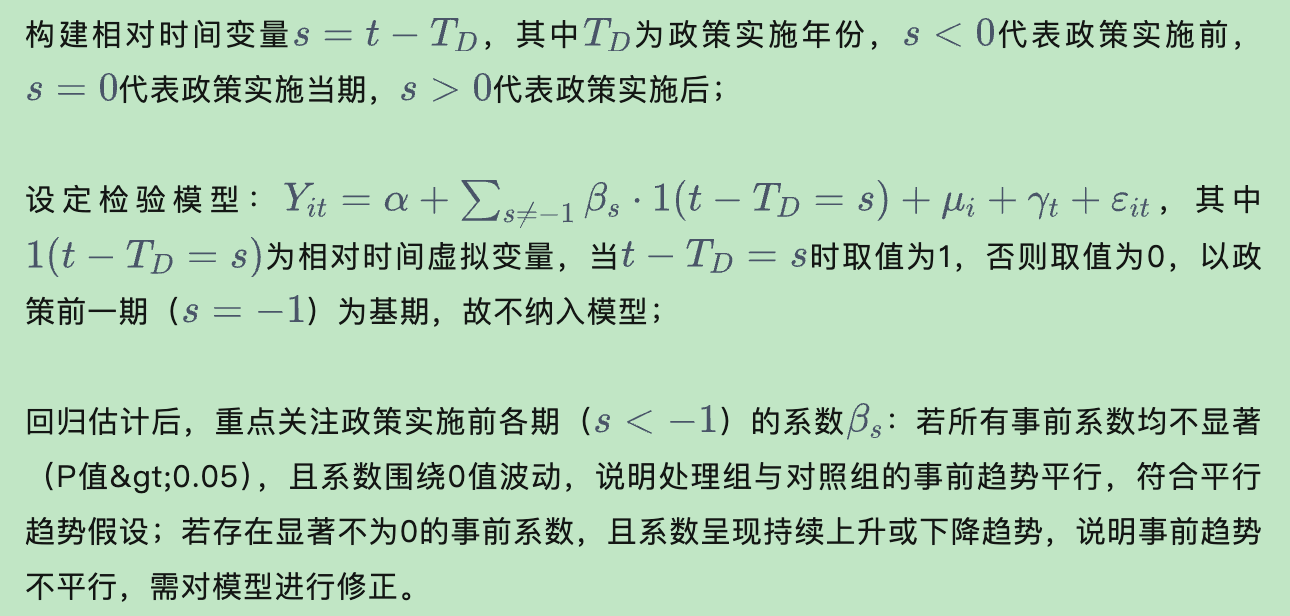 构建相对时间变量s = t − T_D，其中T_D为政策实施年份，s < 0代表政策实施前，
s = 0代表政策实施当期，s > 0代表政策实施后；
设定检验模型：Y_{it} = α + ∑_{s≠−1} β_s · 1(t − T_D = s) + μ_i + γ_t + ε_{it}，其中
1(t − T_D = s)为相对时间虚拟变量，当t − T_D = s时取值为1，否则取值为0，以政
策前一期（s = −1）为基期，故不纳入模型；
回归估计后，重点关注政策实施前各期（s < −1）的系数β_s：若所有事前系数均不显著
（P值&gt;0.05），且系数围绕0值波动，说明处理组与对照组的事前趋势平行，符合平行
趋势假设；若存在显著不为0的事前系数，且系数呈现持续上升或下降趋势，说明事前趋势
不平行，需对模型进行修正。